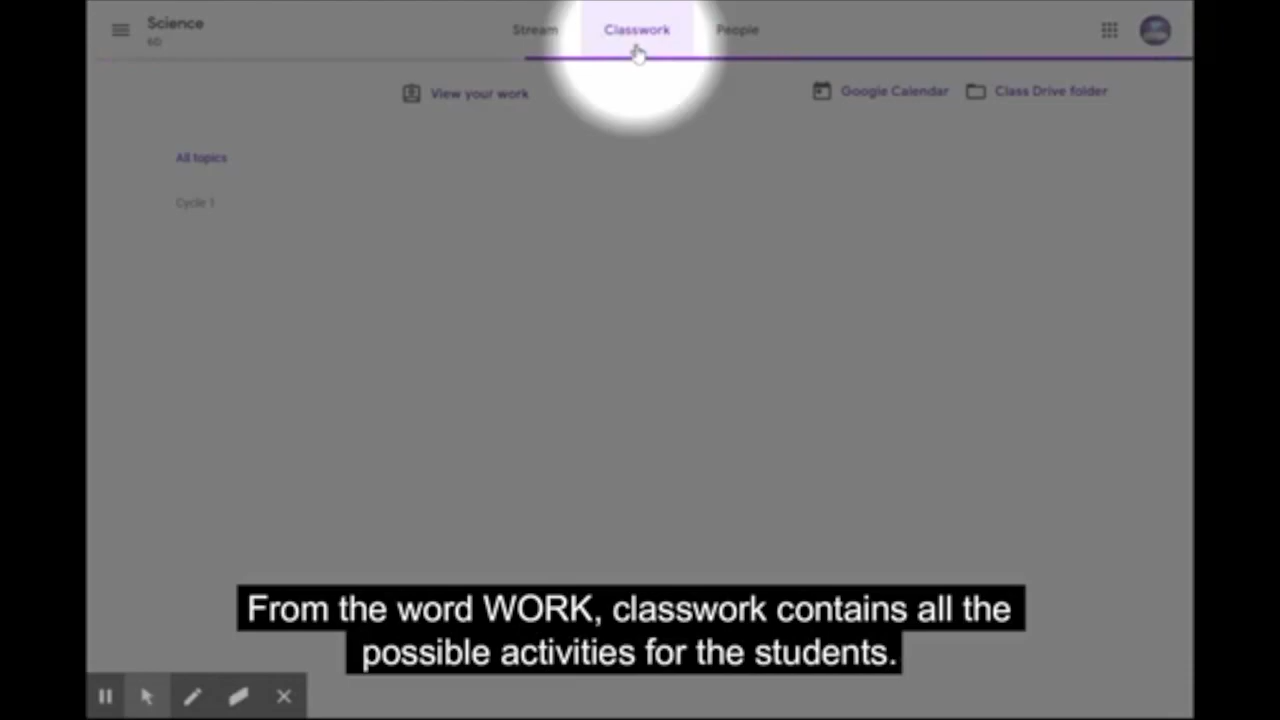 Science
6D
Stream
Classwork
People
View your work
Google Calendar
Class Drive folder
All topics
Cycle 1
From the word WORK, classwork contains all the
possible activities for the students.